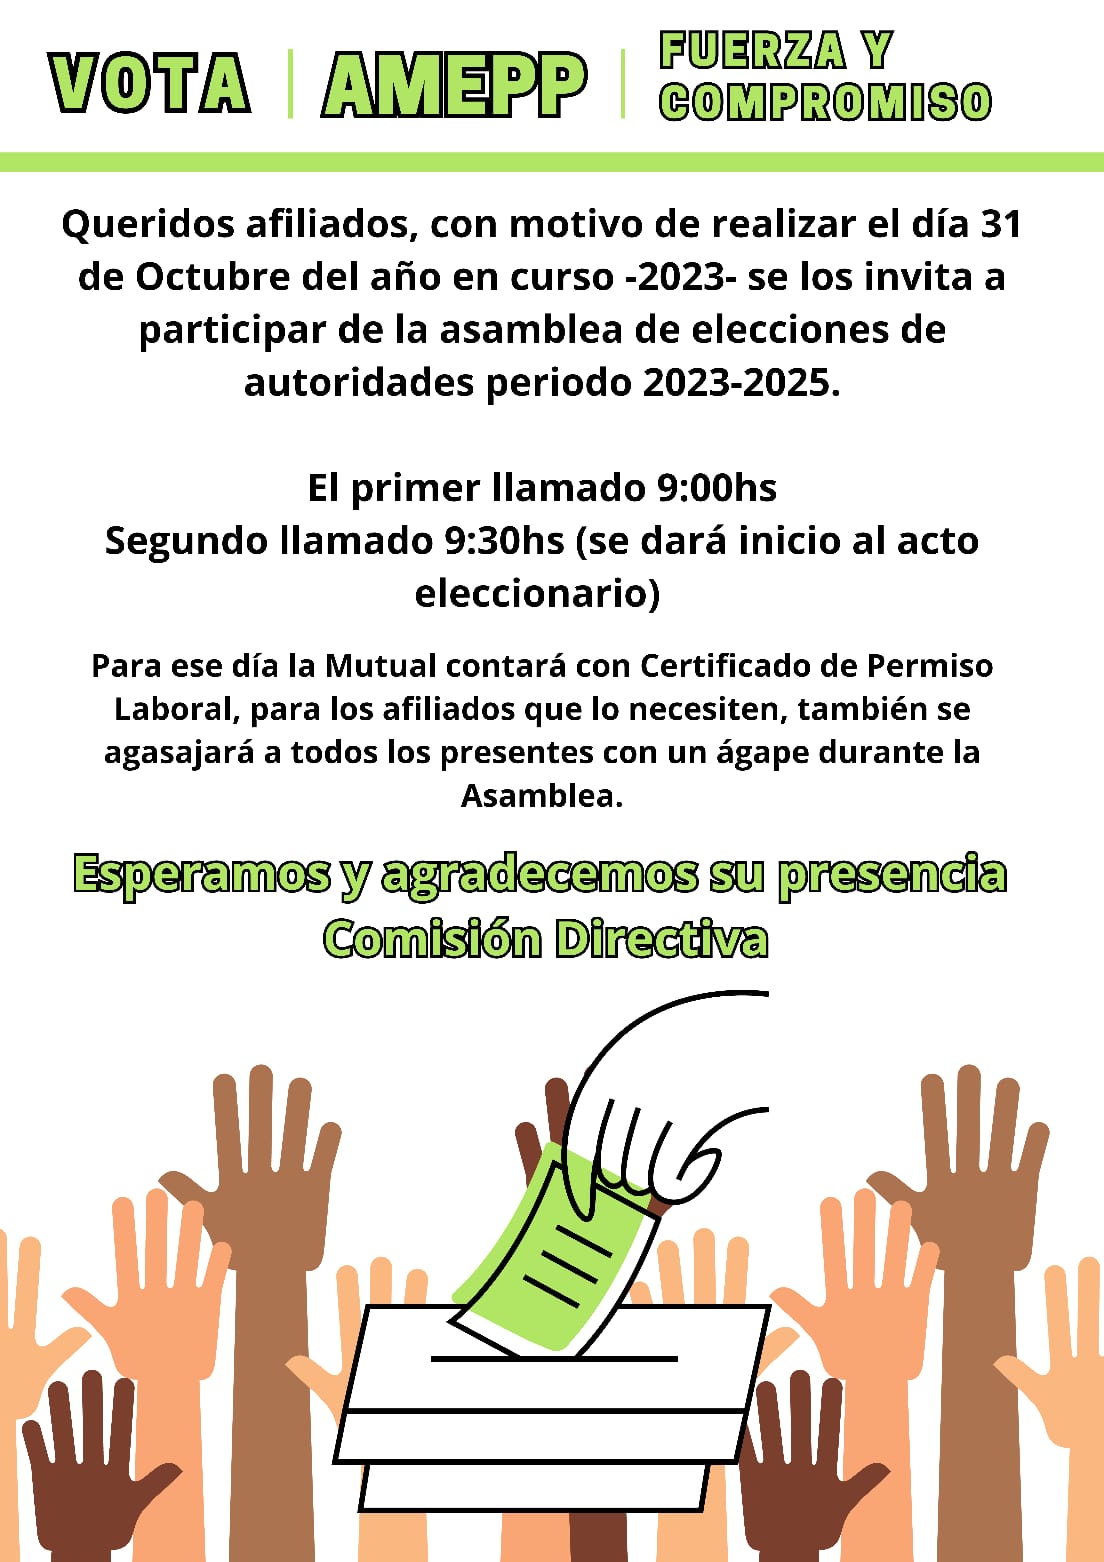 VOTA
AMEPP
FUERZA Y
COMPROMISO
Queridos afiliados, con motivo de realizar el día 31
de Octubre del año en curso -2023- se los invita a
participar de la asamblea de elecciones de
autoridades periodo 2023-2025.
El primer llamado 9:00hs
Segundo llamado 9:30hs (se dará inicio al acto
eleccionario)
Para ese día la Mutual contará con Certificado de Permiso
Laboral, para los afiliados que lo necesiten, también se
agasajará a todos los presentes con un ágape durante la
Asamblea.
Esperamos y agradecemos su presencia
Comisión Directiva